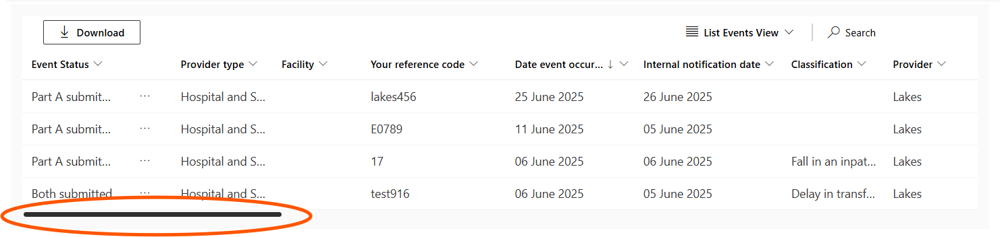 Download List Events View Search
Event Status Provider type Facility Your reference code Date event occur... Internal notification date Classification Provider
Part A submit... ... Hospital and S... lakes456 25 June 2025 26 June 2025 Lakes
Part A submit... ... Hospital and S... E0789 11 June 2025 05 June 2025 Lakes
Part A submit... ... Hospital and S... 17 06 June 2025 06 June 2025 Fall in an inpat... Lakes
Both submitted ... Hospital and S... test916 06 June 2025 05 June 2025 Delay in transf... Lakes